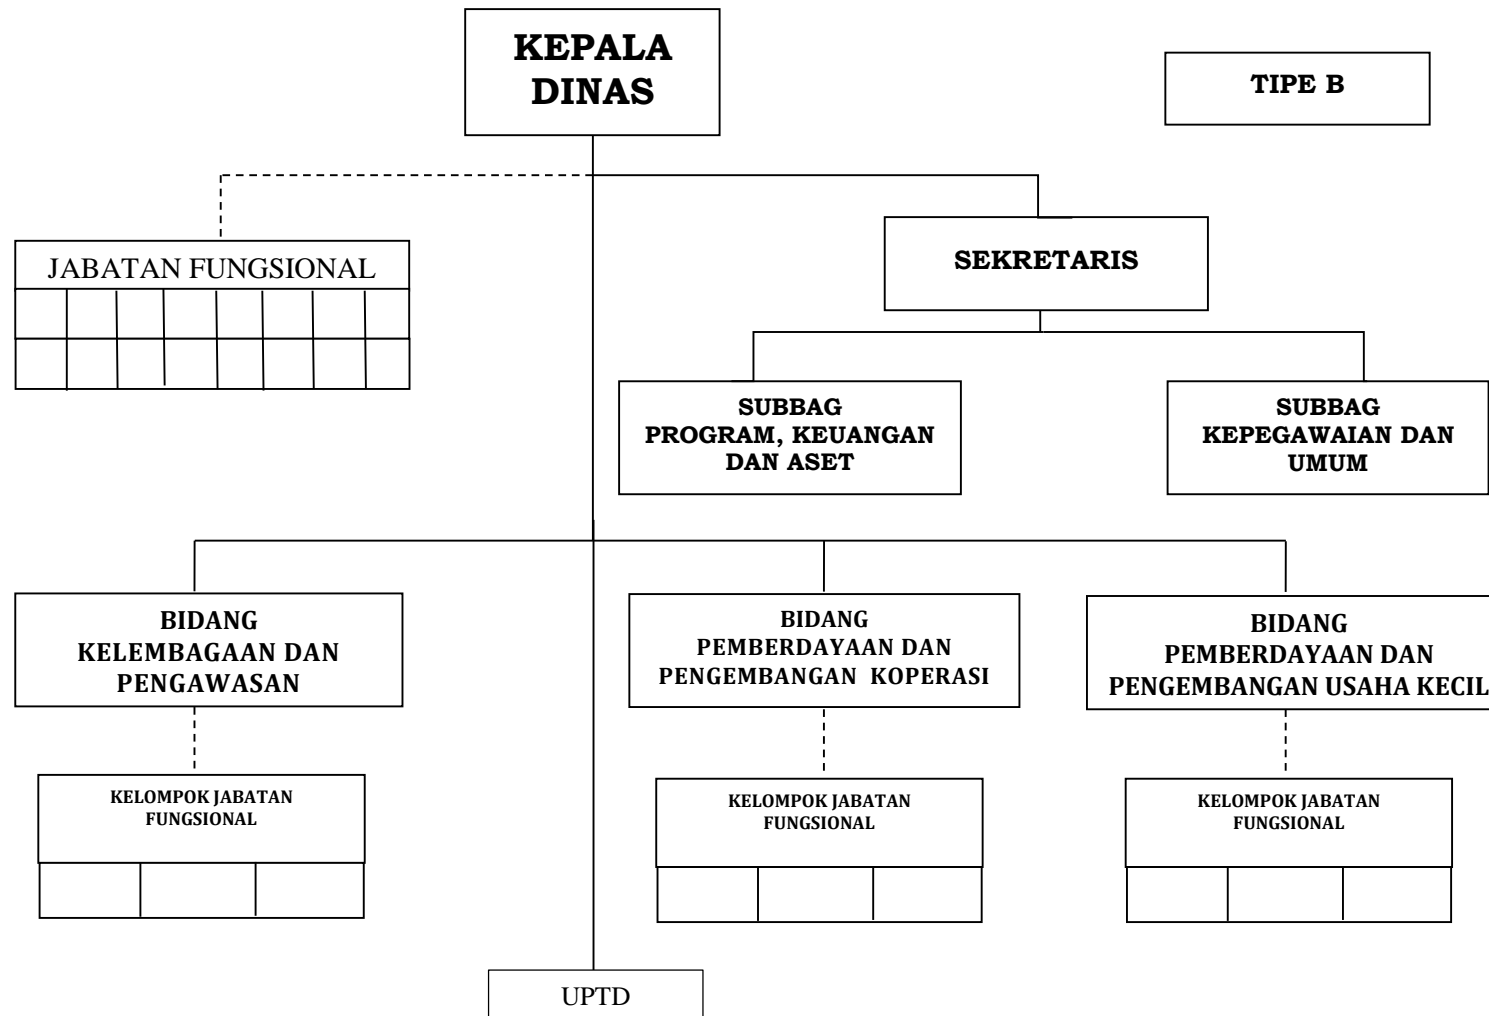 KEPALA
DINAS
TIPE B
JABATAN FUNGSIONAL
SEKRETARIS
SUBBAG
PROGRAM, KEUANGAN
DAN ASET
SUBBAG
KEPEGAWAIAN DAN
UMUM
BIDANG
KELEMBAGAAN DAN
PENGAWASAN
BIDANG
PEMBERDAYAAN DAN
PENGEMBANGAN KOPERASI
BIDANG
PEMBERDAYAAN DAN
PENGEMBANGAN USAHA KECIL
KELOMPOK JABATAN
FUNGSIONAL
KELOMPOK JABATAN
FUNGSIONAL
KELOMPOK JABATAN
FUNGSIONAL
UPTD